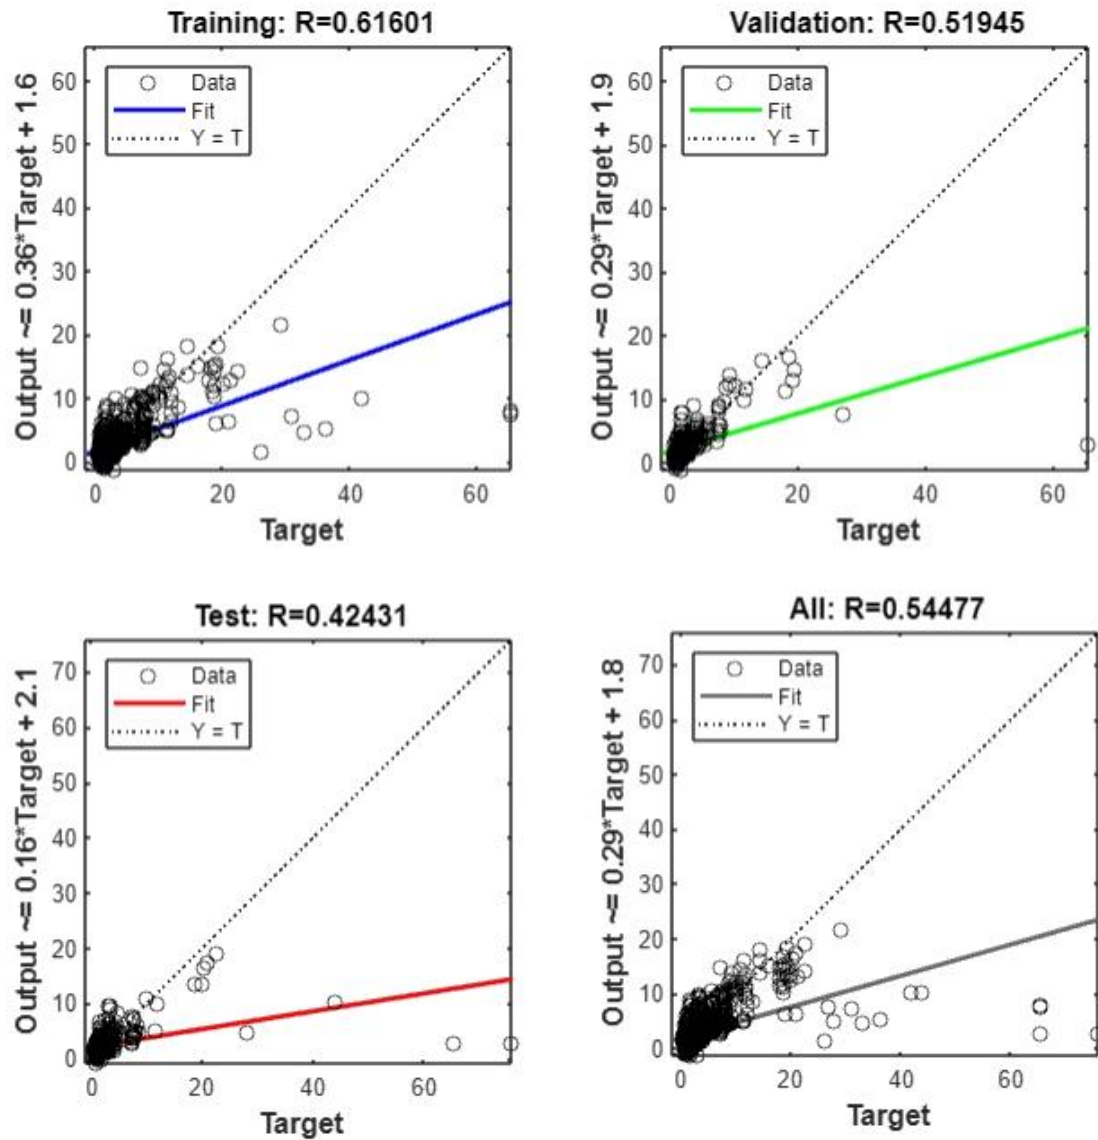 Training: R=0.61601
Output ~= 0.36*Target + 1.6
60
50
40
30
20
10
0
Data
Fit
Y = T
0
20
40
60
Target
Validation: R=0.51945
Output ~= 0.29*Target + 1.9
60
50
40
30
20
10
0
Data
Fit
Y = T
0
20
40
60
Target
Test: R=0.42431
Output ~= 0.16*Target + 2.1
70
60
50
40
30
20
10
0
Data
Fit
Y = T
0
20
40
60
Target
All: R=0.54477
Output ~= 0.29*Target + 1.8
70
60
50
40
30
20
10
0
Data
Fit
Y = T
0
20
40
60
Target